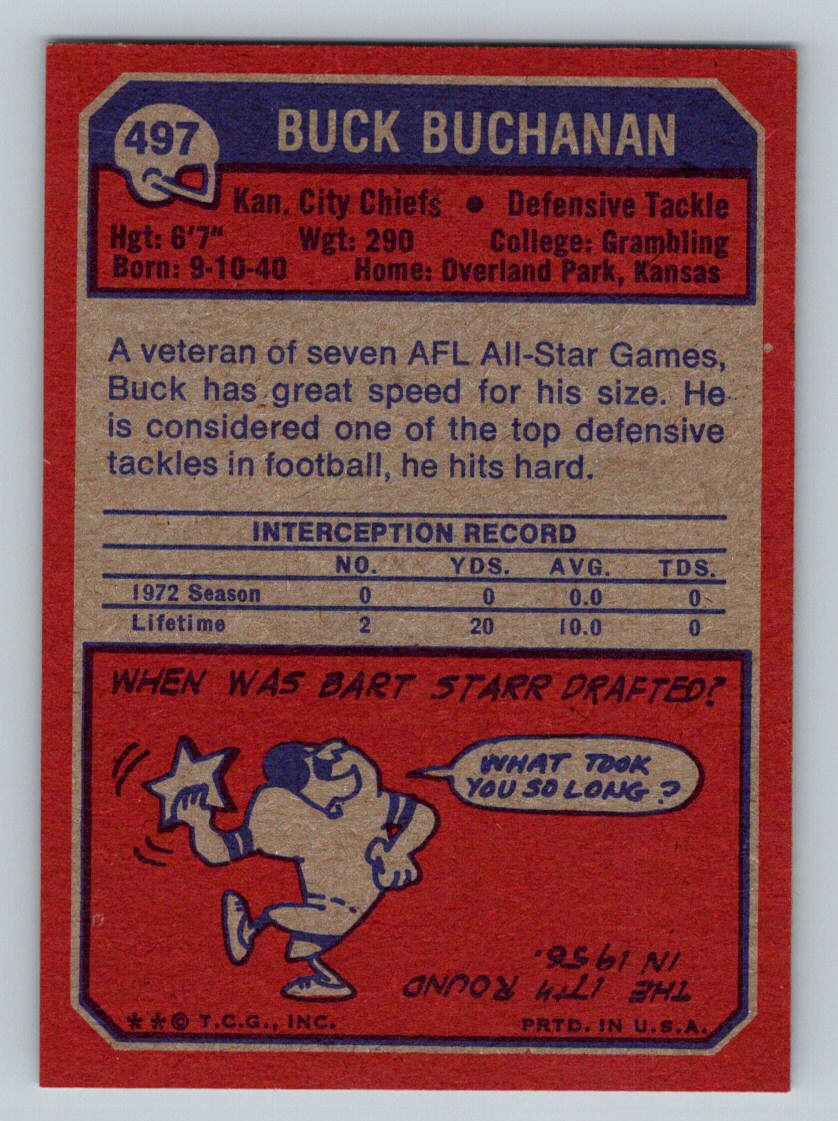 497
BUCK BUCHANAN
Kan. City Chiefs ● Defensive Tackle
Hgt: 6'7" Wgt: 290 College: Grambling
Born: 9-10-40 Home: Overland Park, Kansas
A veteran of seven AFL All-Star Games,
Buck has great speed for his size. He
is considered one of the top defensive
tackles in football, he hits hard.
INTERCEPTION RECORD
NO. YDS. AVG. TDS.
1972 Season 0 0 0.0 0
Lifetime 2 20 10.0 0
WHEN WAS BART STARR DRAFTED?
WHAT TOOK
YOU SO LONG?
THE 17TH ROUND
IN 1956.
**© T.C.G., INC. PRTD. IN U.S.A.